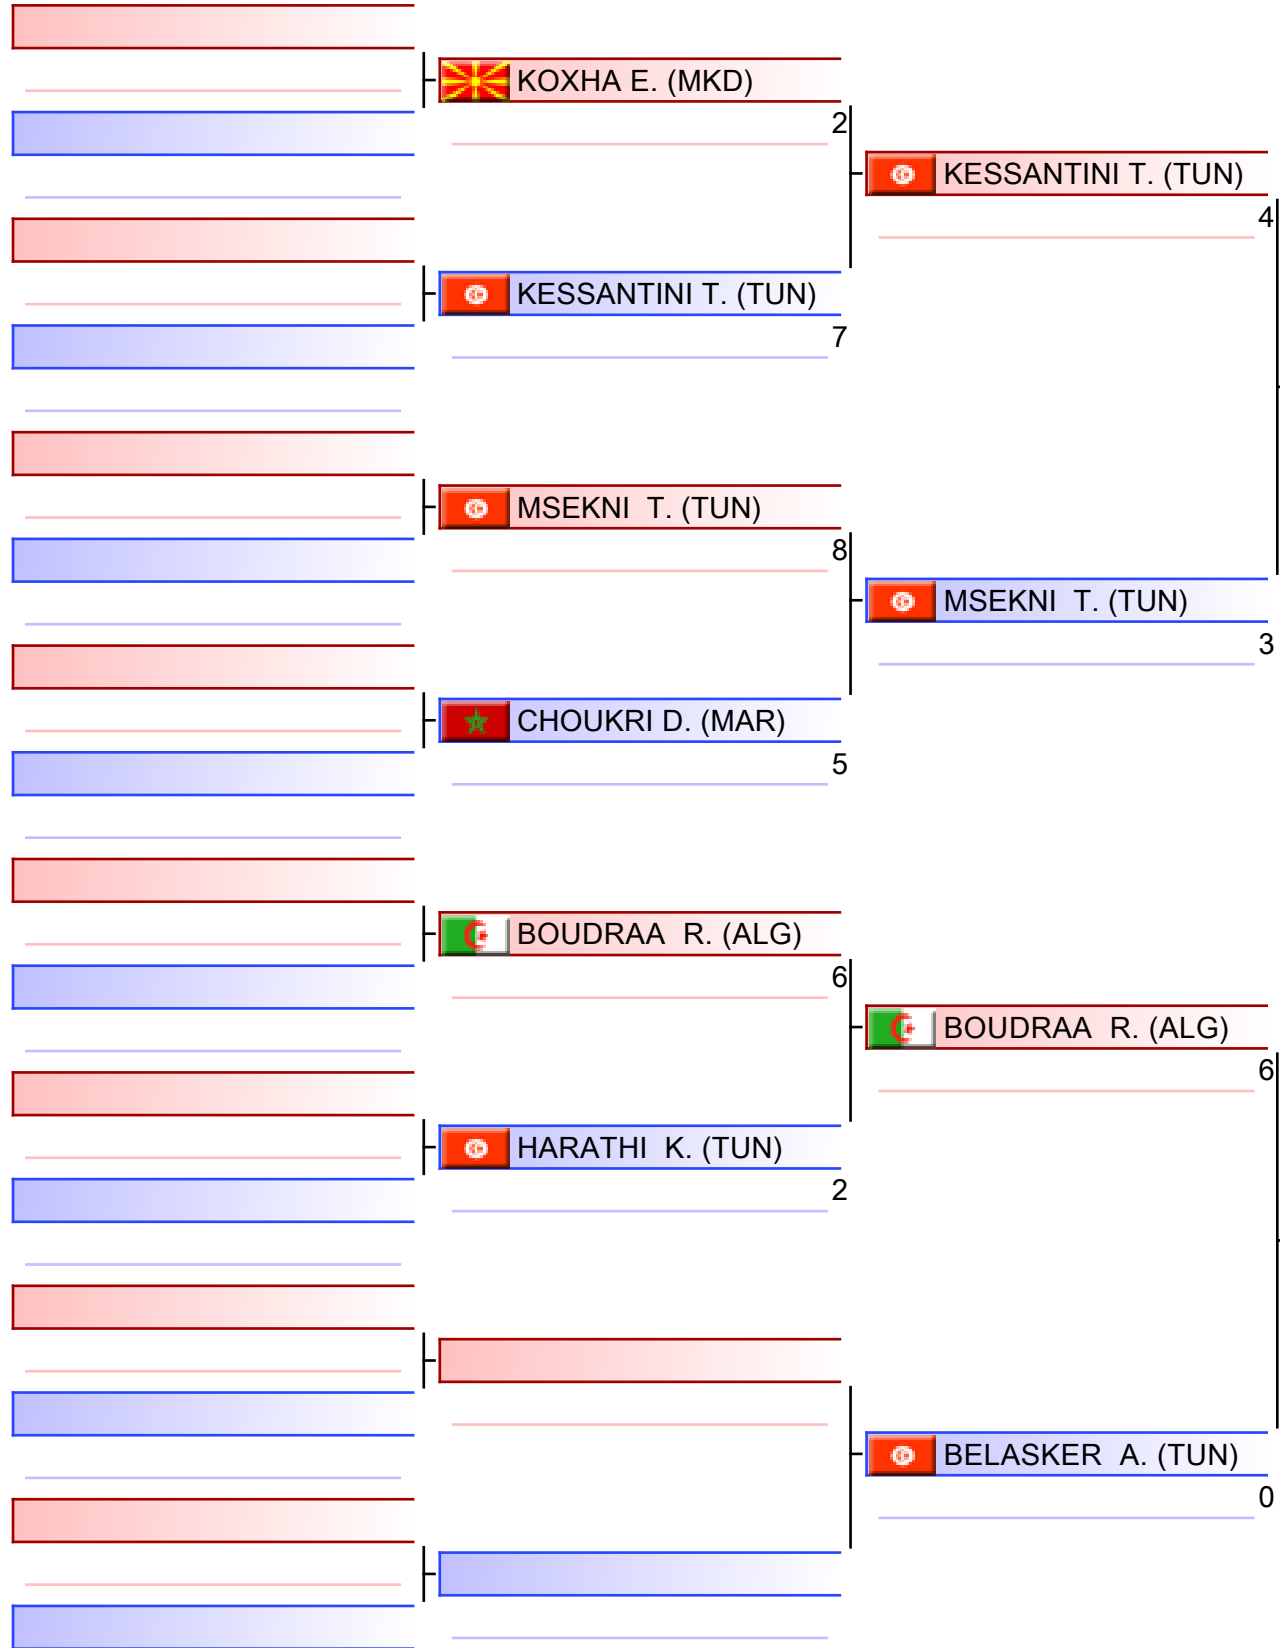 KOXHA E. (MKD)
2
KESSANTINI T. (TUN)
4
KESSANTINI T. (TUN)
7
MSEKNI  T. (TUN)
8
MSEKNI  T. (TUN)
3
CHOUKRI D. (MAR)
5
BOUDRAA  R. (ALG)
6
BOUDRAA  R. (ALG)
6
HARATHI  K. (TUN)
2
BELASKER  A. (TUN)
0